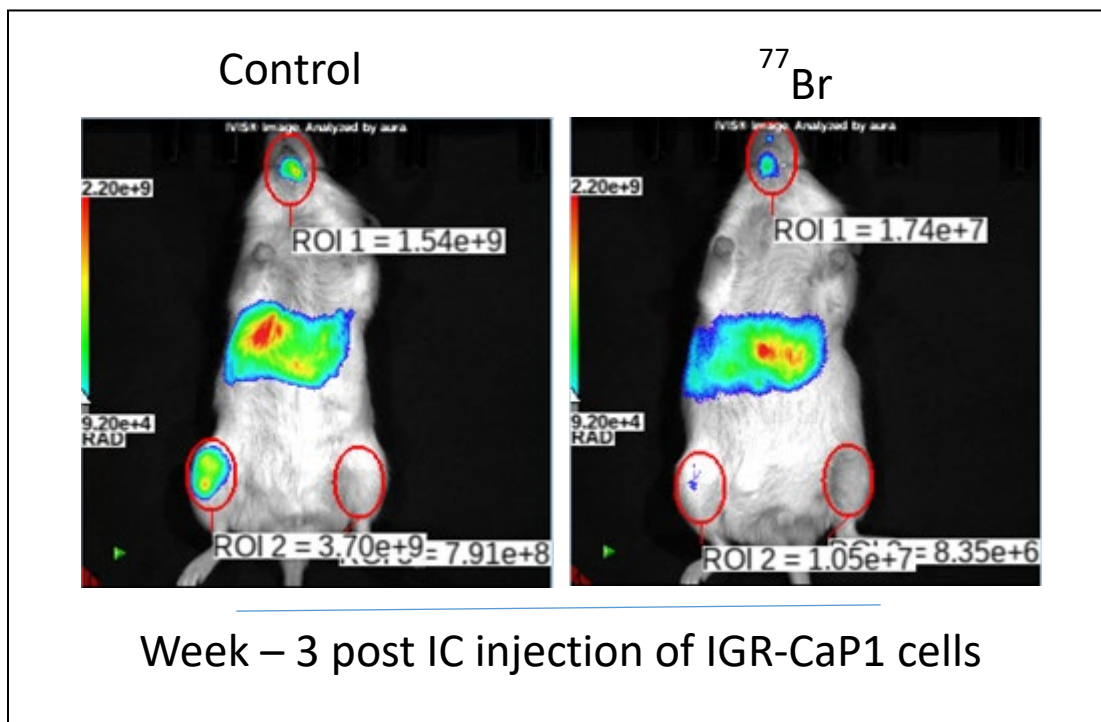 Control
77Br
IVIS® Image. Analyzed by aura
2.20e+9
ROI 1 = 1.54e+9
9.20e+4
RAD
ROI 2 = 3.70e+9
= 7.91e+8
IVIS® Image. Analyzed by aura
2.20e+9
ROI 1 = 1.74e+7
9.20e+4
RAD
ROI 2 = 1.05e+7
8.35e+6
Week – 3 post IC injection of IGR-CaP1 cells